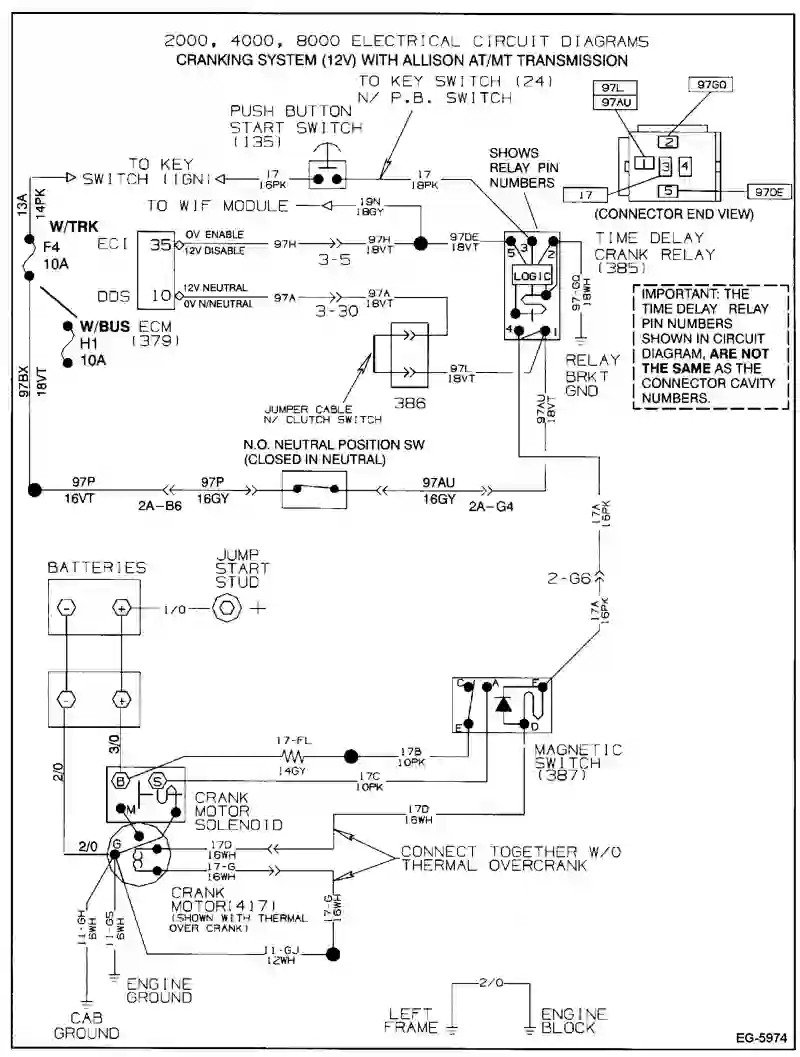 2000, 4000, 8000 ELECTRICAL CIRCUIT DIAGRAMS
CRANKING SYSTEM (12V) WITH ALLISON AT/MT TRANSMISSION
TO KEY SWITCH (24)
N/ P.B. SWITCH
PUSH BUTTON
START SWITCH
(135)
SHOWS
RELAY PIN
NUMBERS
97L
97AU
97GQ
2
1
3
4
5
17
97DE
(CONNECTOR END VIEW)
TO KEY
SWITCH (IGN)
17
16PK
17
18PK
13A
14PK
TO WIF MODULE
19N
18GY
W/TRK
F4
10A
ECI
35
0V ENABLE
12V DISABLE
97H
3-5
97H
18VT
97DE
18VT
5
3
2
LOGIC
4
1
TIME DELAY
CRANK RELAY
(385)
97-GQ
18WH
DDS
10
12V NEUTRAL
0V N/NEUTRAL
97A
3-30
97A
18VT
W/BUS
H1
10A
ECM
(379)
IMPORTANT: THE
TIME DELAY RELAY
PIN NUMBERS
SHOWN IN CIRCUIT
DIAGRAM, ARE NOT
THE SAME AS THE
CONNECTOR CAVITY
NUMBERS.
RELAY
BRKT
GND
97L
18VT
386
JUMPER CABLE
N/ CLUTCH SWITCH
97BX
18VT
97AU
18VT
N.O. NEUTRAL POSITION SW
(CLOSED IN NEUTRAL)
97P
16VT
2A-B6
97P
16GY
97AU
16GY
2A-G4
17A
16PK
2-G6
17A
16PK
BATTERIES
JUMP
START
STUD
-
+
1/0
+
-
+
2/0
3/0
C
A
F
E
D
MAGNETIC
SWITCH
(387)
17-FL
14GY
17B
10PK
17C
10PK
B
S
M
CRANK
MOTOR
SOLENOID
17D
16WH
2/0
G
17D
16WH
17-G
16WH
CONNECT TOGETHER W/O
THERMAL OVERCRANK
CRANK
MOTOR(417)
(SHOWN WITH THERMAL
OVER CRANK)
17-G
16WH
11-GH
6WH
11-GS
6WH
11-GJ
12WH
ENGINE
GROUND
CAB
GROUND
2/0
LEFT
FRAME
ENGINE
BLOCK
EG-5974